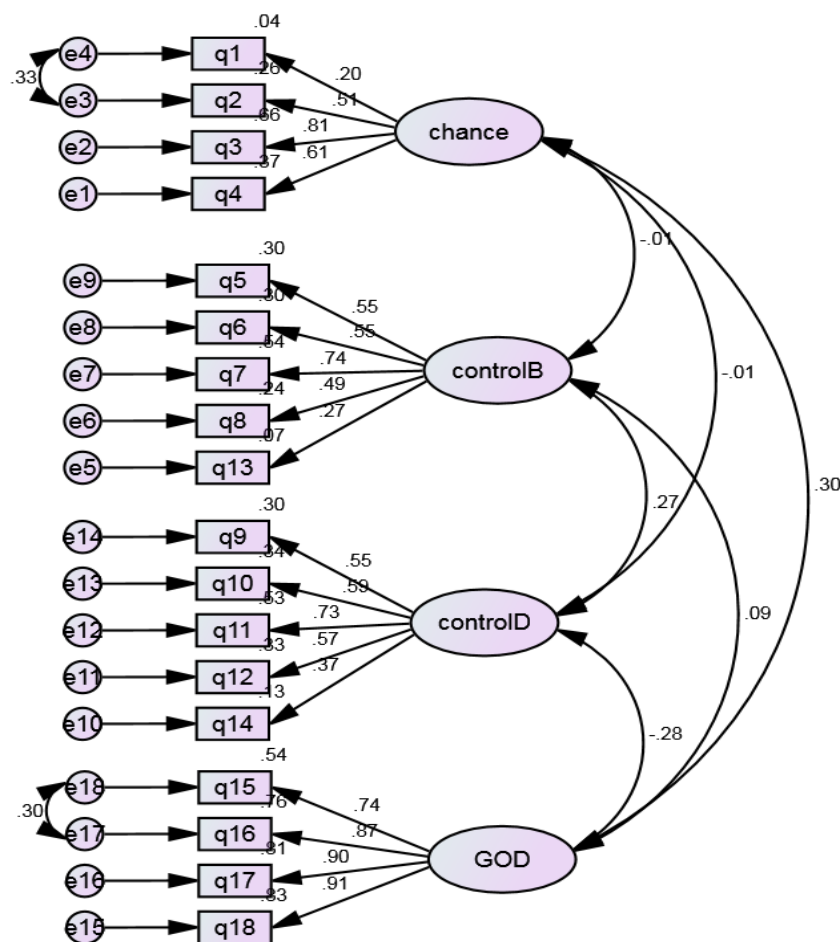 .04
e4 q1
.26
.20
.33
e3 q2
.51
.66
chance
e2 q3
.81
.37
.61
e1 q4
-.01
.30
e9 q5
.30
.55
e8 q6
.55
.54
e7 q7
.74
controlB
-.01
.24
.49
e6 q8
.27
.07
e5 q13
.30
.27
.30
e14 q9
.34
.55
e13 q10
.59
.53
.09
e12 q11
.73
controlD
.33
.57
e11 q12
.37
.13
e10 q14
-.28
.54
e18 q15
.76
.74
.30
e17 q16
.87
.81
.90
GOD
e16 q17
.91
.83
e15 q18